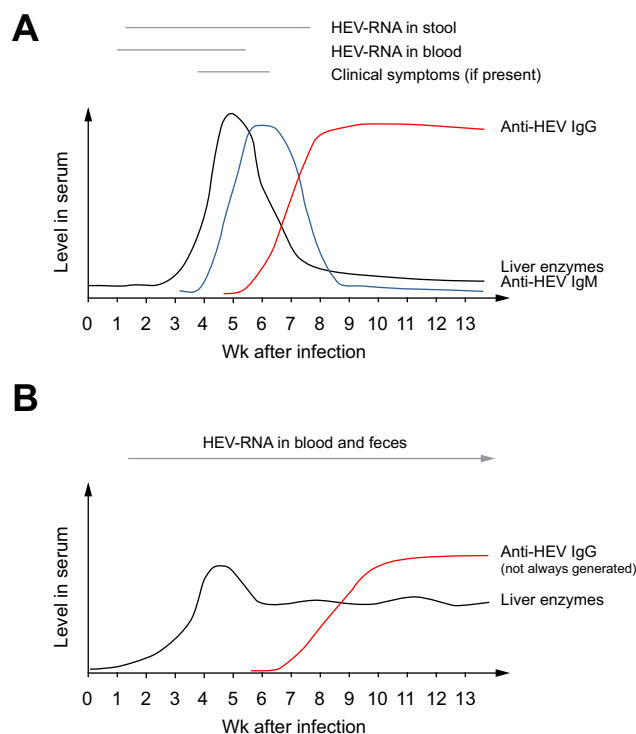 A
HEV-RNA in stool
HEV-RNA in blood
Clinical symptoms (if present)
Level in serum
Anti-HEV IgG
Liver enzymes
Anti-HEV IgM
0 1 2 3 4 5 6 7 8 9 10 11 12 13
Wk after infection
B
HEV-RNA in blood and feces
Level in serum
Anti-HEV IgG
(not always generated)
Liver enzymes
0 1 2 3 4 5 6 7 8 9 10 11 12 13
Wk after infection